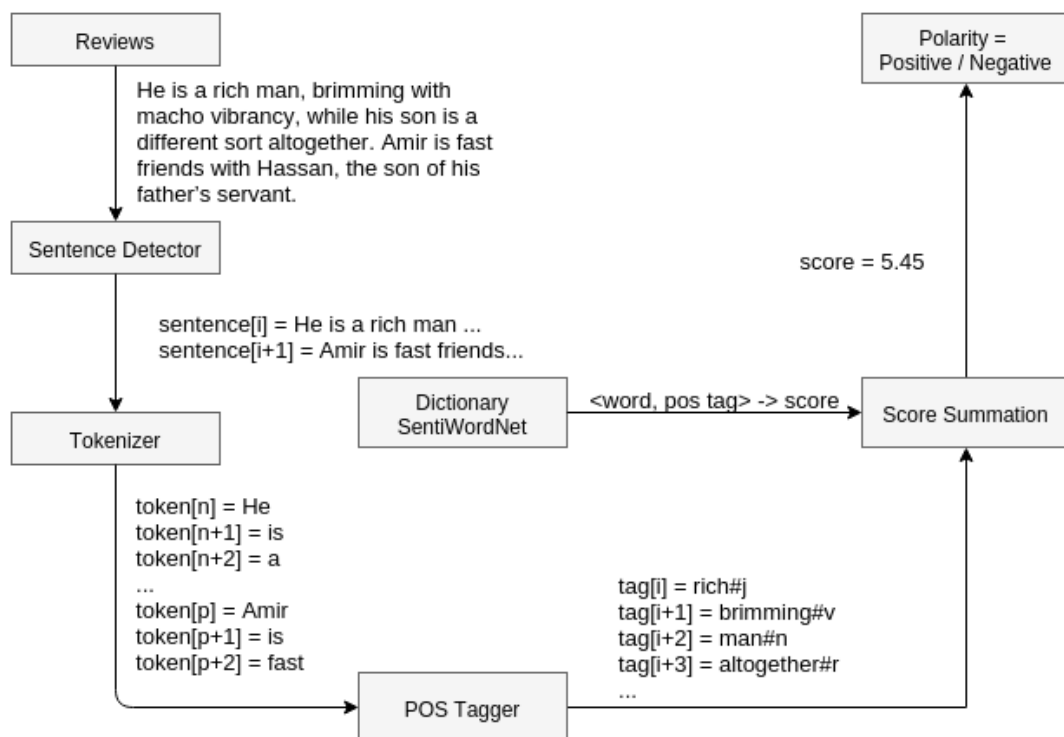 Reviews
He is a rich man, brimming with
macho vibrancy, while his son is a
different sort altogether. Amir is fast
friends with Hassan, the son of his
father's servant.
Sentence Detector
sentence[i] = He is a rich man ...
sentence[i+1] = Amir is fast friends...
Tokenizer
token[n] = He
token[n+1] = is
token[n+2] = a
...
token[p] = Amir
token[p+1] = is
token[p+2] = fast
POS Tagger
tag[i] = rich#j
tag[i+1] = brimming#v
tag[i+2] = man#n
tag[i+3] = altogether#r
...
Dictionary
SentiWordNet
<word, pos tag> -> score
Score Summation
score = 5.45
Polarity =
Positive / Negative